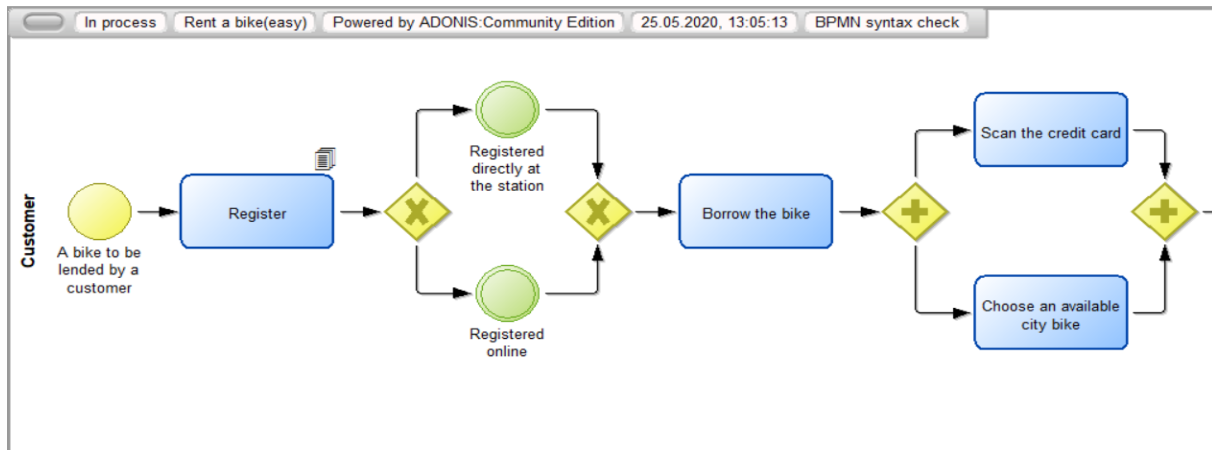 In process
Rent a bike(easy)
Powered by ADONIS:Community Edition
25.05.2020, 13:05:13
BPMN syntax check
Customer
A bike to be
lended by a
customer
Register
Registered
directly at
the station
Registered
online
Borrow the bike
Scan the credit card
Choose an available
city bike